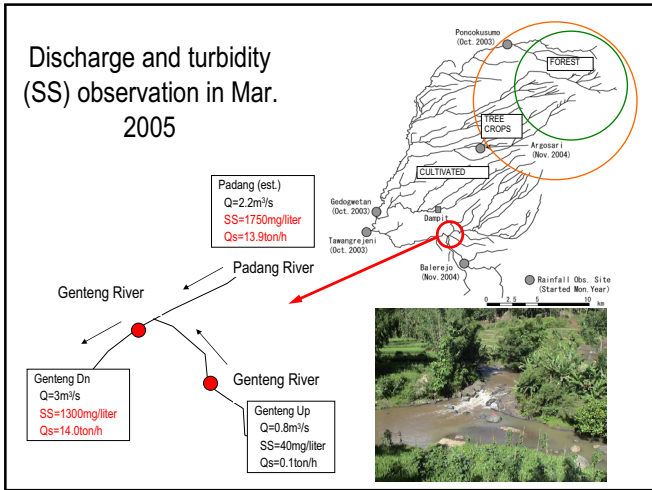 Discharge and turbidity
(SS) observation in Mar.
2005
Poncokusumo
(Oct. 2003)
FOREST
TREE
CROPS
Argosari
(Nov. 2004)
CULTIVATED
Gedogwetan
(Oct. 2003)
Dampit
Tawangrejeni
(Oct. 2003)
Balerejo
(Nov. 2004)
Rainfall Obs. Site
(Started Mon. Year)
0 2.5 5 10
km
Padang (est.)
Q=2.2m³/s
SS=1750mg/liter
Qs=13.9ton/h
Padang River
Genteng River
Genteng Dn
Q=3m³/s
SS=1300mg/liter
Qs=14.0ton/h
Genteng River
Genteng Up
Q=0.8m³/s
SS=40mg/liter
Qs=0.1ton/h